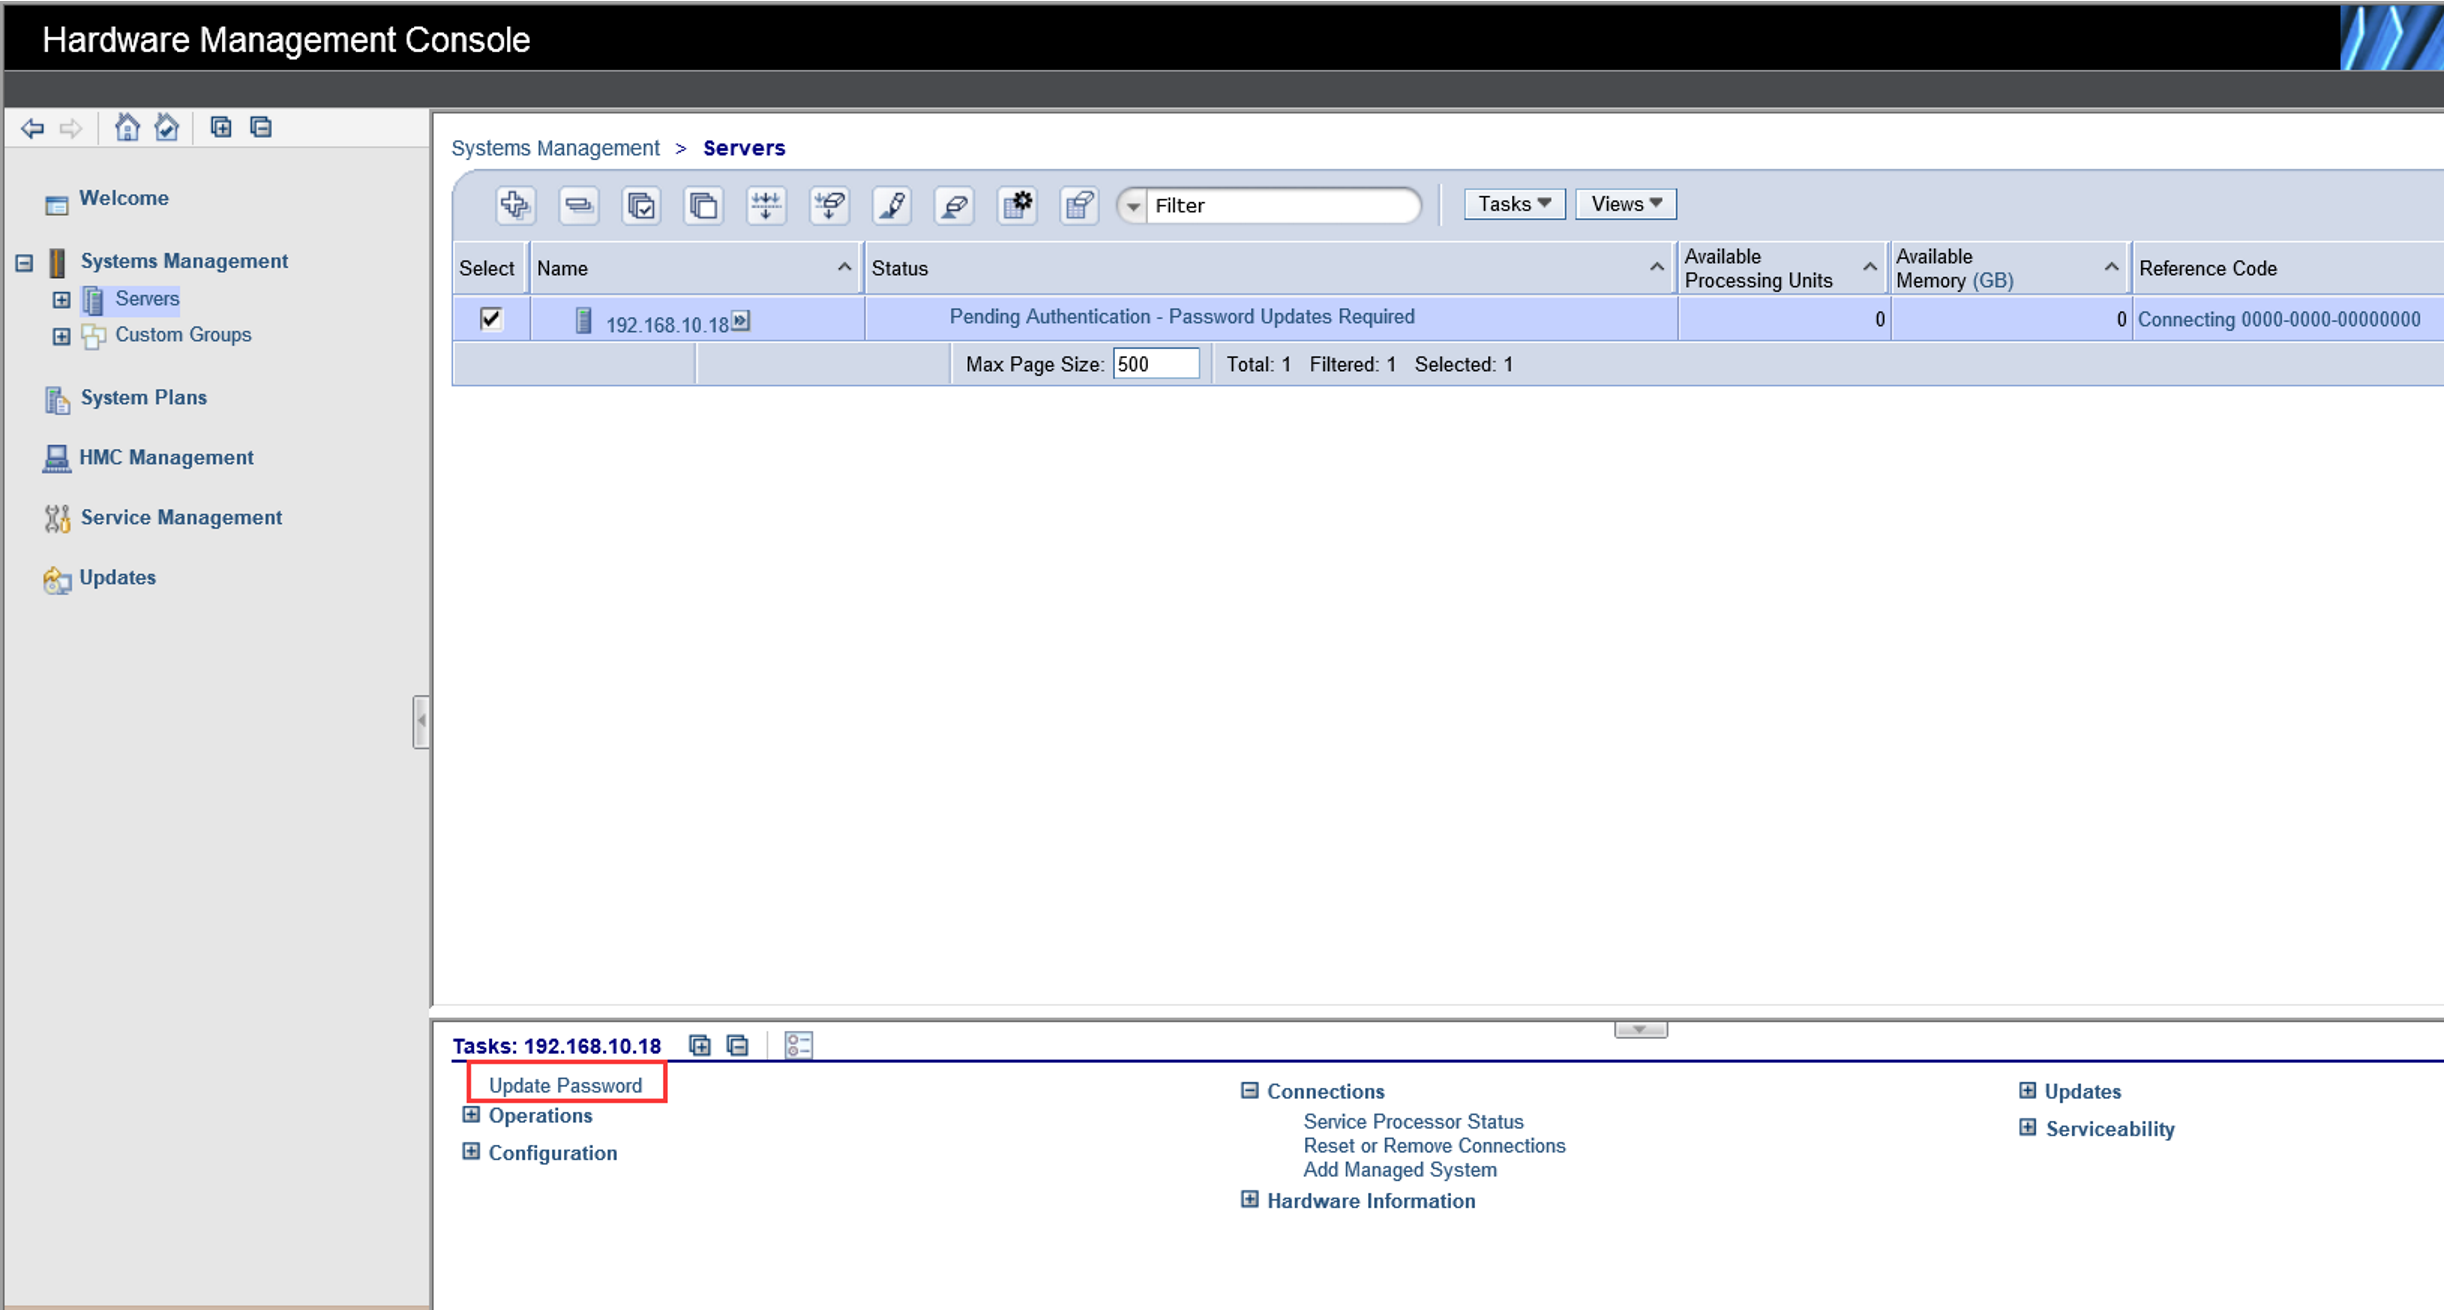 Hardware Management Console
Welcome
Systems Management
Servers
Custom Groups
System Plans
HMC Management
Service Management
Updates
Systems Management > Servers
Filter
Tasks
Views
Select
Name
Status
Available
Processing Units
Available
Memory (GB)
Reference Code
192.168.10.18
Pending Authentication - Password Updates Required
0
0
Connecting 0000-0000-00000000
Max Page Size: 500 Total: 1 Filtered: 1 Selected: 1
Tasks: 192.168.10.18
Update Password
Operations
Configuration
Connections
Service Processor Status
Reset or Remove Connections
Add Managed System
Hardware Information
Updates
Serviceability